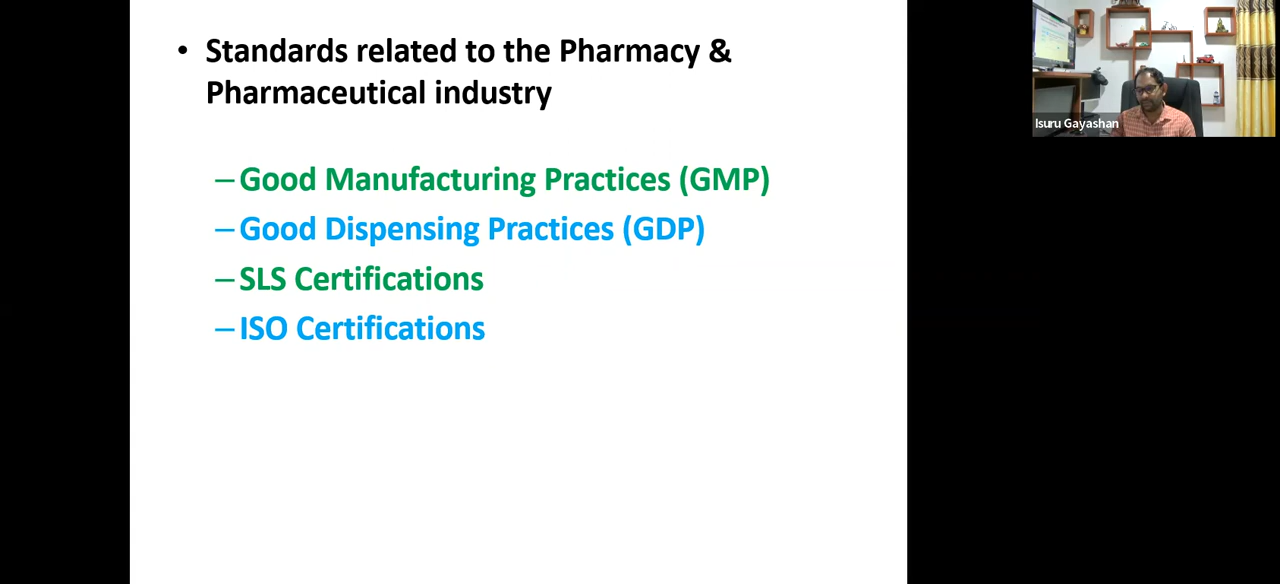 • Standards related to the Pharmacy &
Pharmaceutical industry
– Good Manufacturing Practices (GMP)
– Good Dispensing Practices (GDP)
– SLS Certifications
– ISO Certifications
Isuru Gayashan